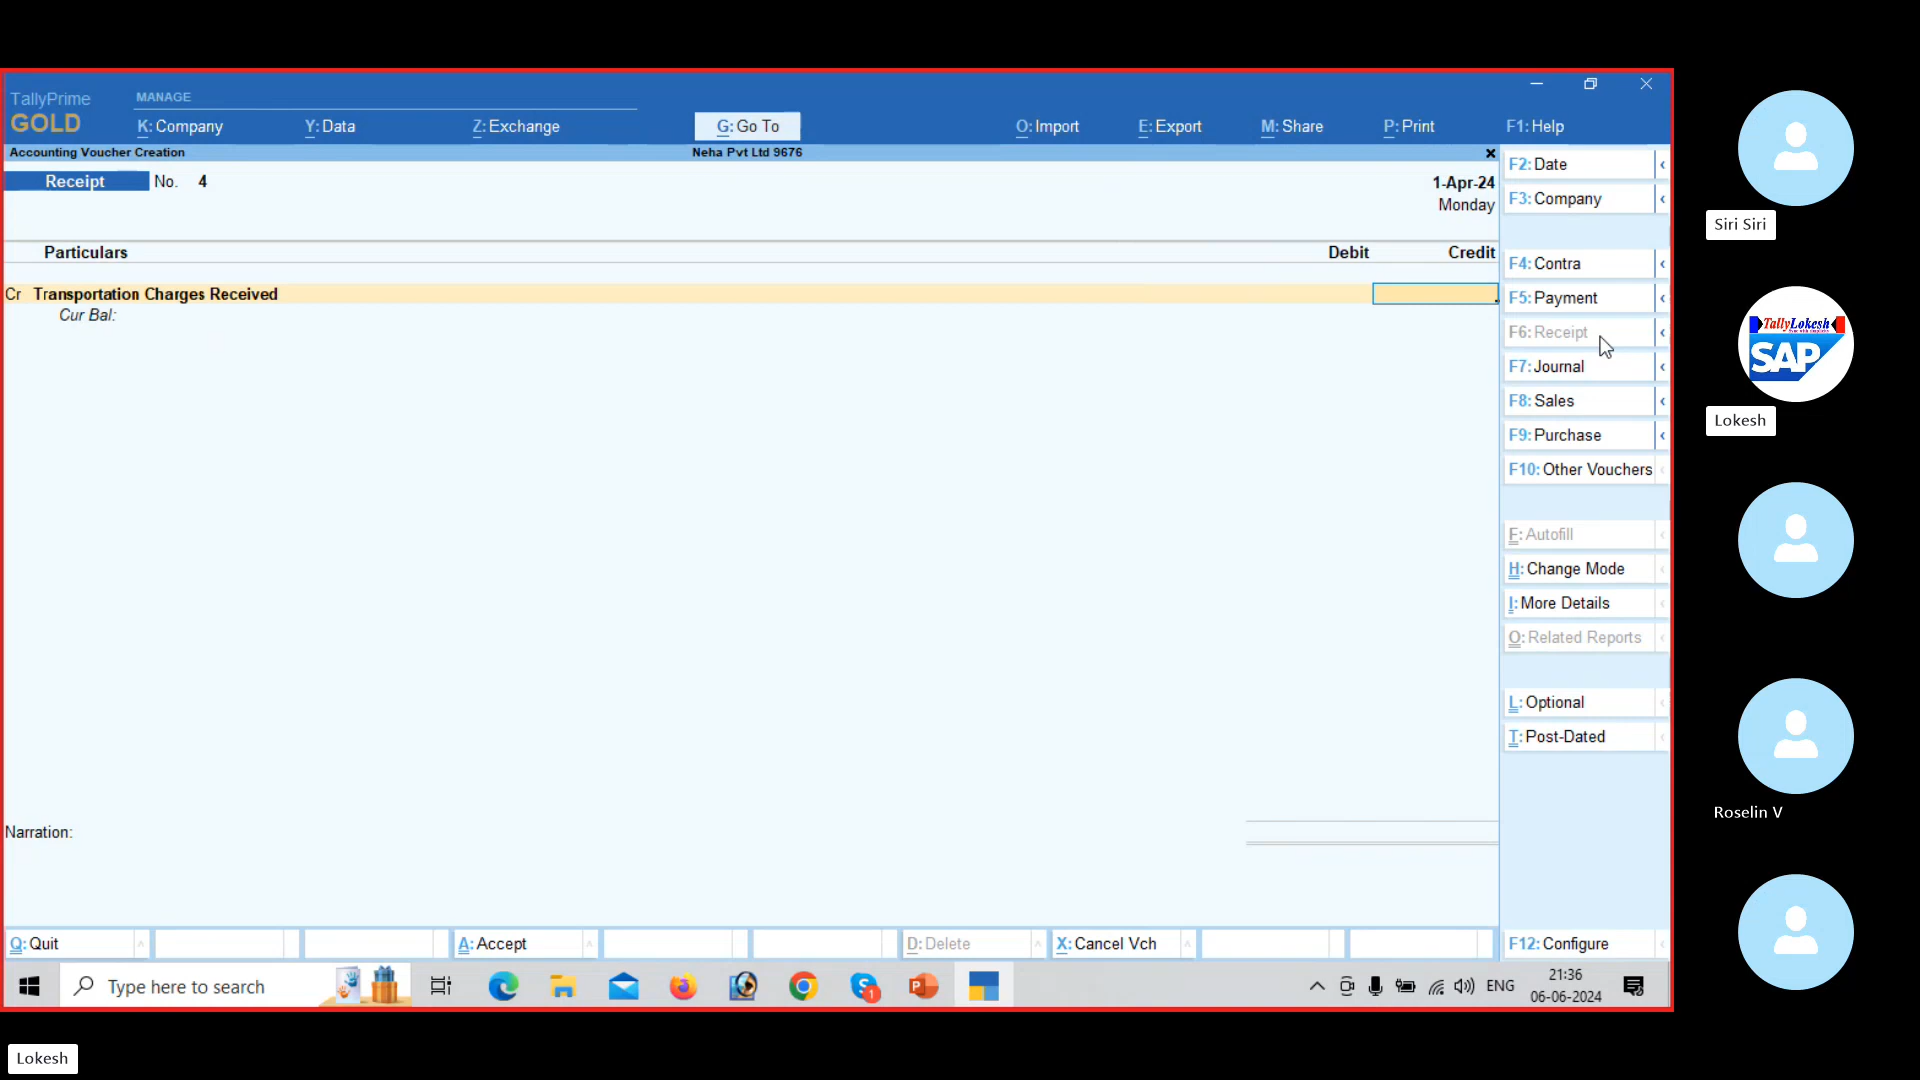 TallyPrime
GOLD
MANAGE
K: Company
Y: Data
Z: Exchange
G: Go To
O: Import
E: Export
M: Share
P: Print
F1: Help
Accounting Voucher Creation
Neha Pvt Ltd 9676
Receipt No. 4
1-Apr-24
Monday
Particulars
Debit
Credit
Cr Transportation Charges Received
Cur Bal:
Narration:
F2: Date
F3: Company
F4: Contra
F5: Payment
F6: Receipt
F7: Journal
F8: Sales
F9: Purchase
F10: Other Vouchers
F: Autofill
H: Change Mode
I: More Details
O: Related Reports
L: Optional
T: Post-Dated
F12: Configure
Q: Quit
A: Accept
D: Delete
X: Cancel Vch
Type here to search
ENG
21:36
06-06-2024
Siri Siri
TallyLokesh
SAP
Lokesh
Roselin V
Lokesh